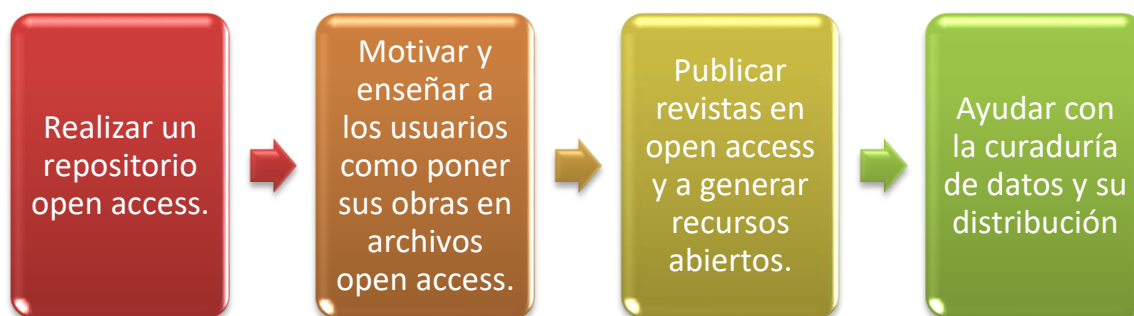 Realizar un
repositorio
open access.
Motivar y
enseñar a
los usuarios
como poner
sus obras en
archivos
open access.
Publicar
revistas en
open access
y a generar
recursos
abiertos.
Ayudar con
la curaduría
de datos y su
distribución